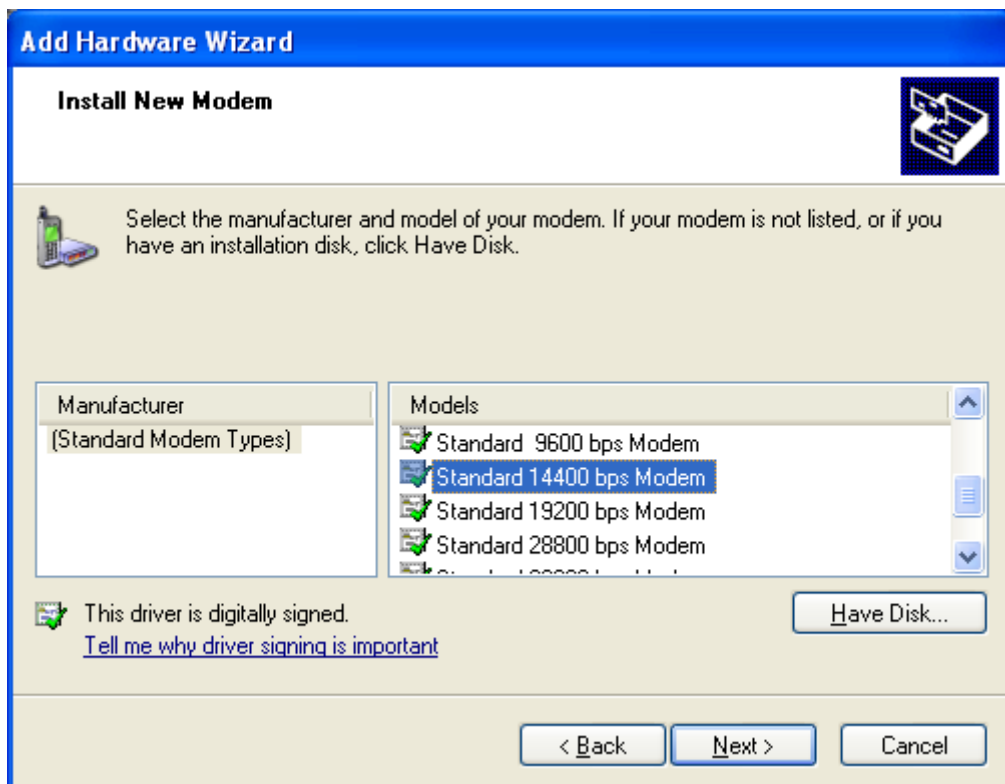 Add Hardware Wizard
Install New Modem
Select the manufacturer and model of your modem. If your modem is not listed, or if you
have an installation disk, click Have Disk.
Manufacturer
(Standard Modem Types)
Models
Standard  9600 bps Modem
Standard 14400 bps Modem
Standard 19200 bps Modem
Standard 28800 bps Modem
This driver is digitally signed.
Tell me why driver signing is important
Have Disk...
< Back
Next >
Cancel